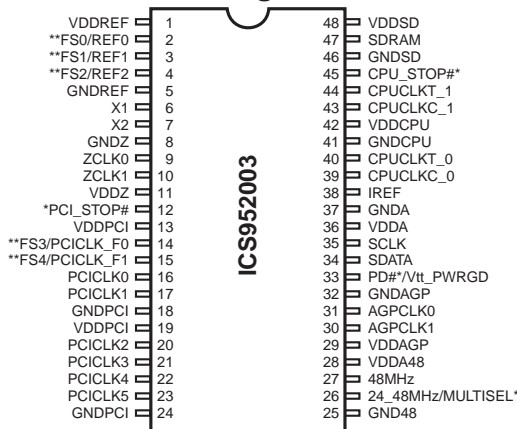 VDDREF 1 48 VDDSD
**FS0/REF0 2 47 SDRAM
**FS1/REF1 3 46 GNDSD
**FS2/REF2 4 45 CPU_STOP#*
GNDREF 5 44 CPUCLKT_1
X1 6 43 CPUCLKC_1
X2 7 42 VDDCPU
GNDZ 8 41 GNDCPU
ZCLK0 9 40 CPUCLKT_0
ZCLK1 10 39 CPUCLKC_0
VDDZ 11 38 IREF
*PCI_STOP# 12 37 GNDA
VDDPCI 13 36 VDDA
**FS3/PCICLK_F0 14 35 SCLK
**FS4/PCICLK_F1 15 34 SDATA
PCICLK0 16 33 PD#*/Vtt_PWRGD
PCICLK1 17 32 GNDAGP
GNDPCI 18 31 AGPCLK0
VDDPCI 19 30 AGPCLK1
PCICLK2 20 29 VDDAGP
PCICLK3 21 28 VDDA48
PCICLK4 22 27 48MHz
PCICLK5 23 26 24_48MHz/MULTISEL*
GNDPCI 24 25 GND48
ICS952003